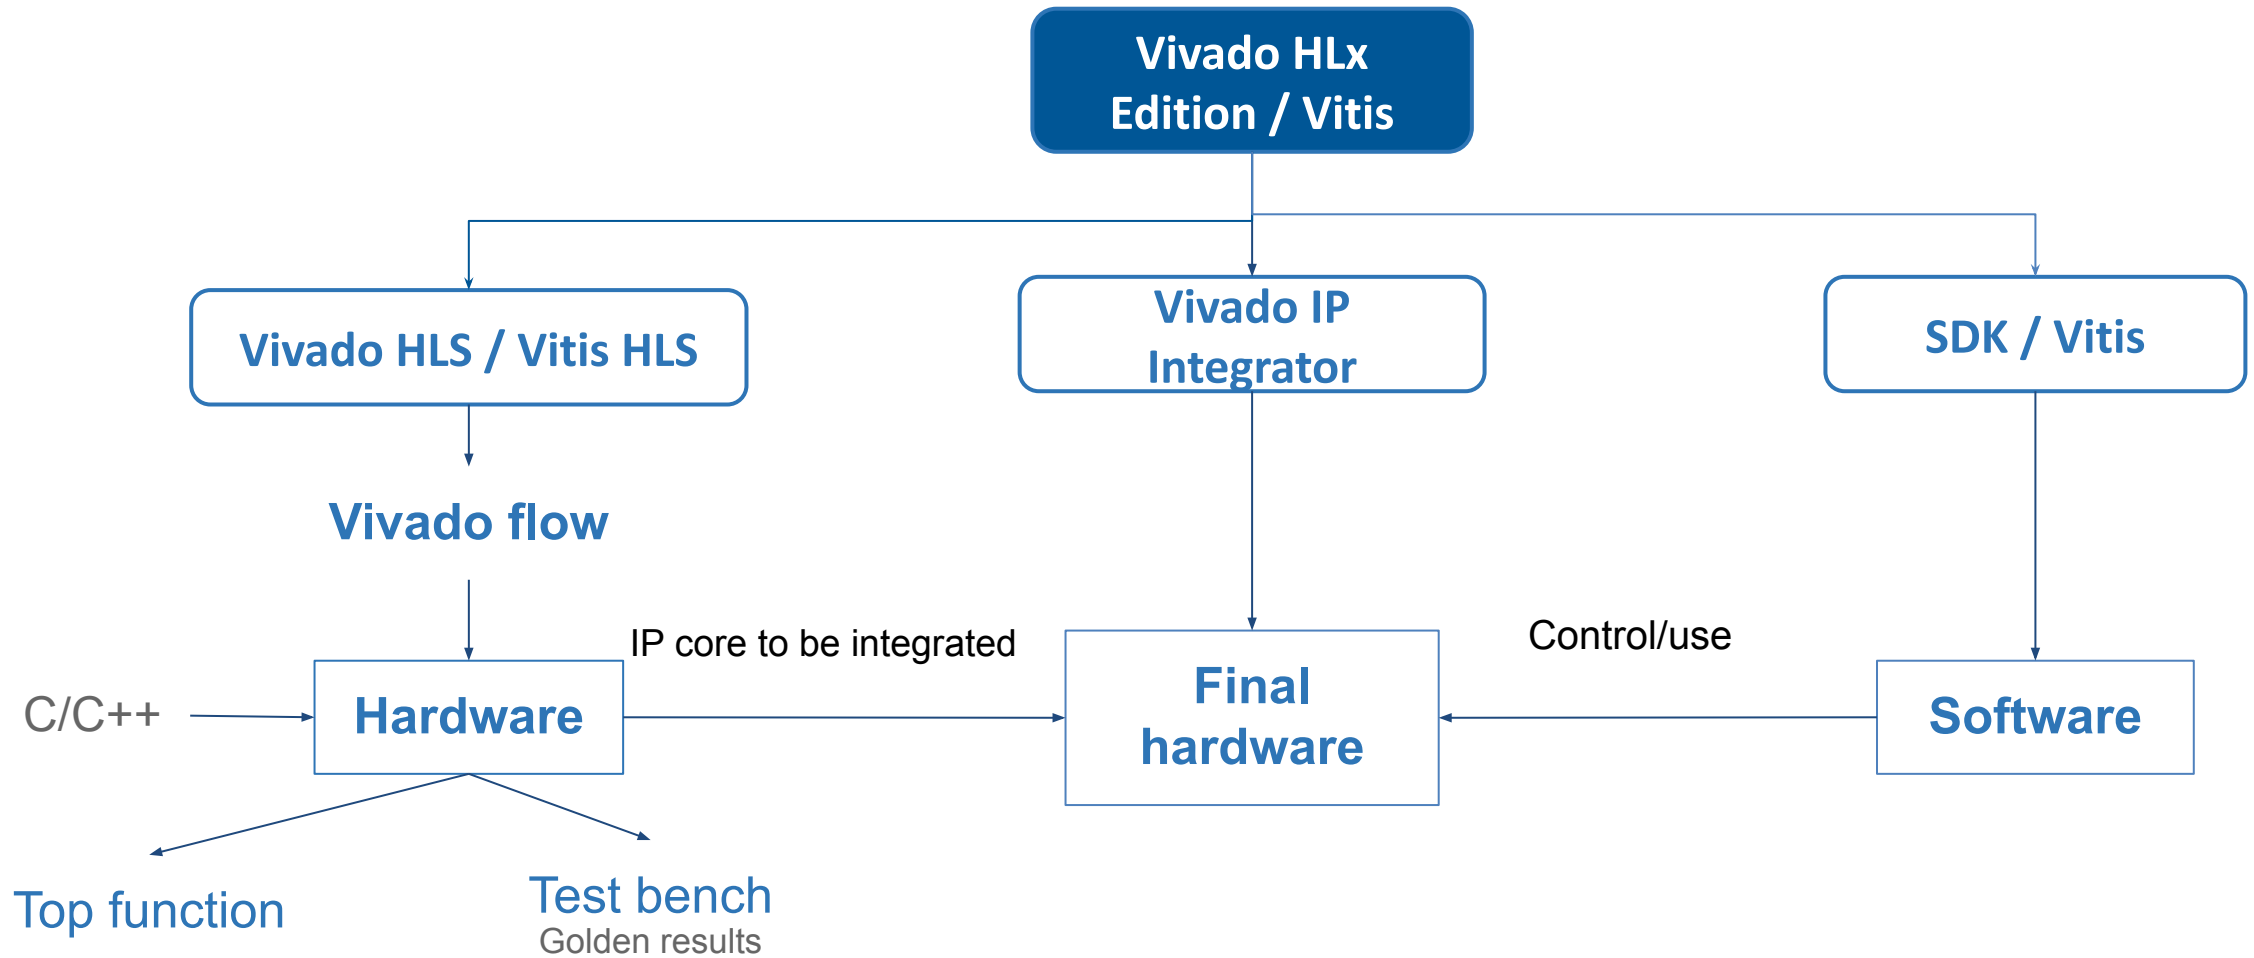 Vivado HLx
Edition / Vitis
Vivado HLS / Vitis HLS
Vivado IP
Integrator
SDK / Vitis
Vivado flow
IP core to be integrated
Control/use
C/C++
Hardware
Final
hardware
Software
Top function
Test bench
Golden results